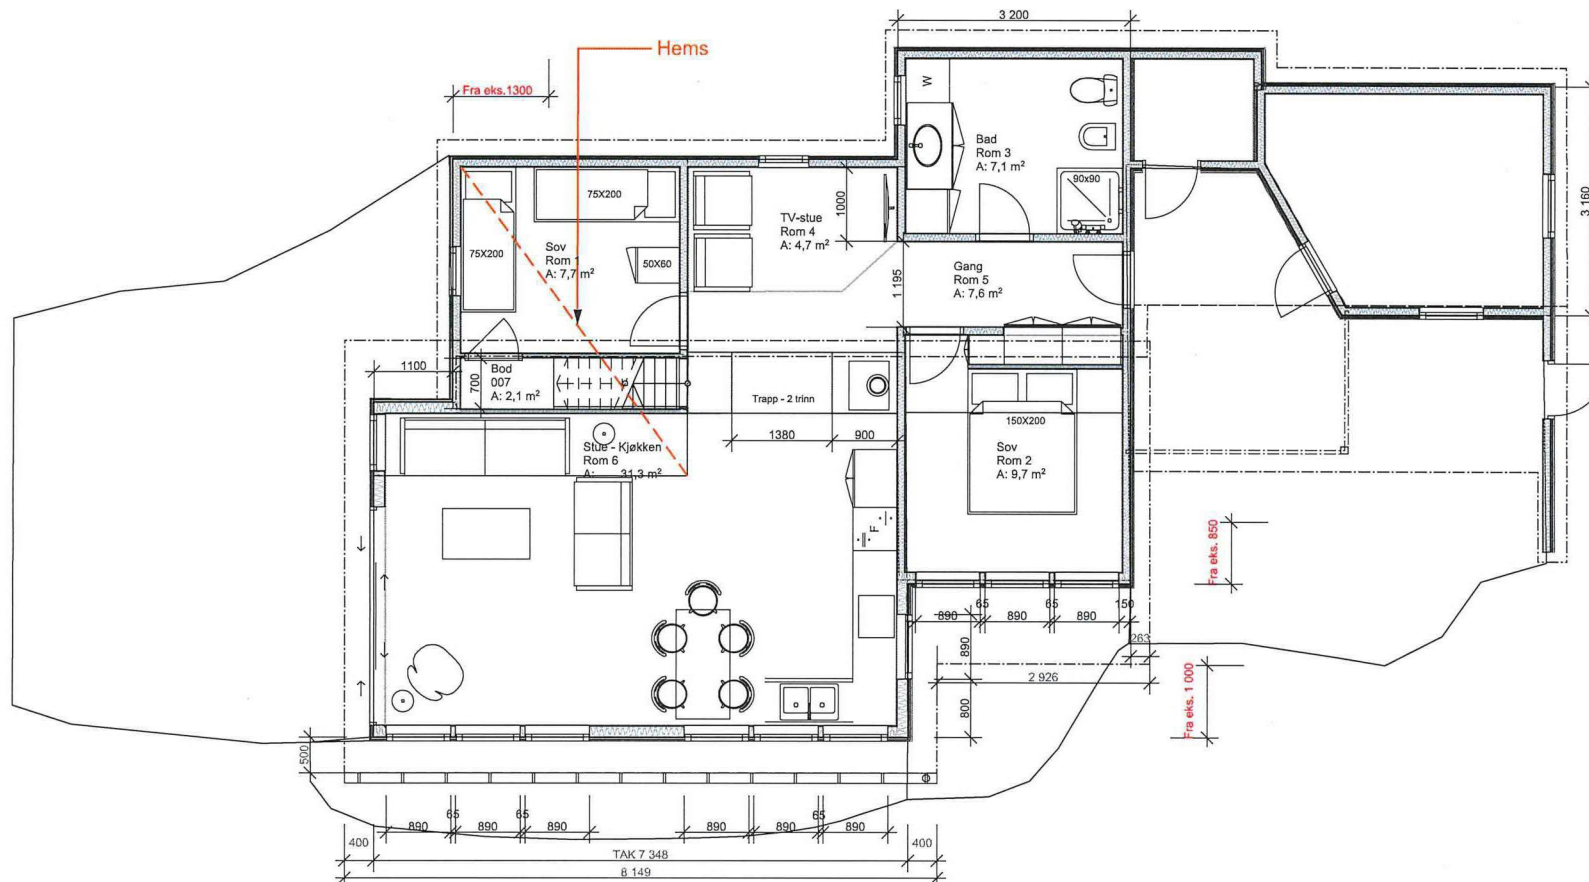 3 200
Hems
Fra eks.1300
W
Bad
Rom 3
A: 7,1 m²
90x90
3 160
75X200
75X200
Sov
Rom 1
A: 7,7 m²
50X60
TV-stue
Rom 4
A: 4,7 m²
1000
1 195
Gang
Rom 5
A: 7,6 m²
1100
700
Bod
007
A: 2,1 m²
Trapp - 2 trinn
1380
900
150X200
Sov
Rom 2
A: 9,7 m²
Stue - Kjøkken
Rom 6
A: 31,3 m²
F
Fra eks. 850
65
65
150
890
890
890
263
890
2 926
800
Fra eks. 1 000
500
65
65
65
890
890
890
890
890
890
400
TAK 7 348
400
8 149